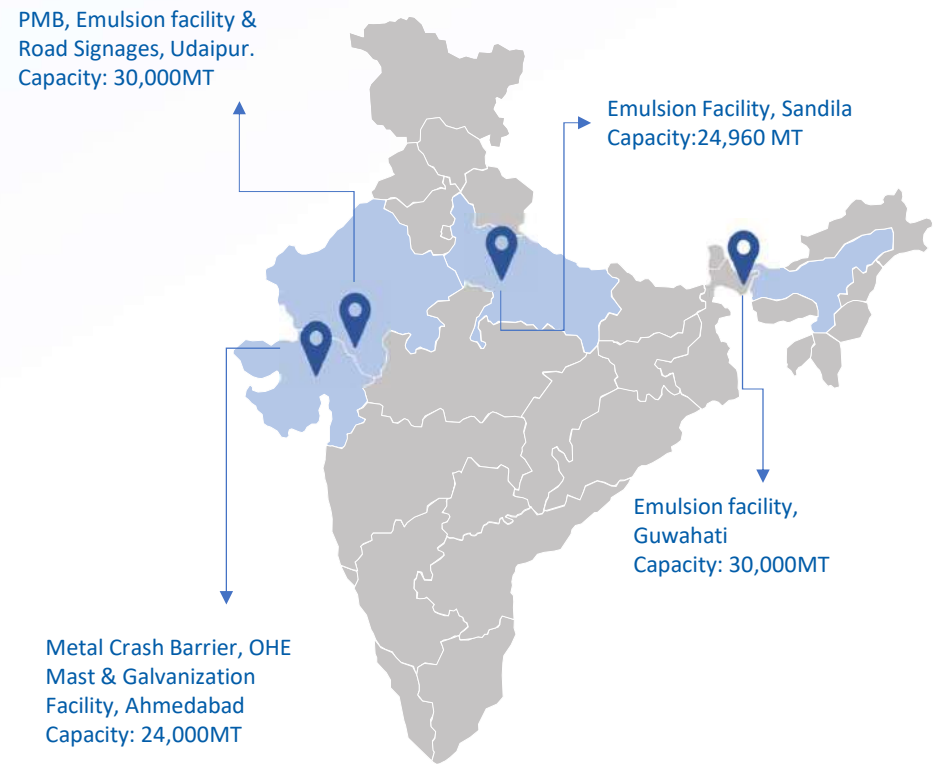 PMB, Emulsion facility &
Road Signages, Udaipur.
Capacity: 30,000MT
Emulsion Facility, Sandila
Capacity:24,960 MT
Emulsion facility,
Guwahati
Capacity: 30,000MT
Metal Crash Barrier, OHE
Mast & Galvanization
Facility, Ahmedabad
Capacity: 24,000MT